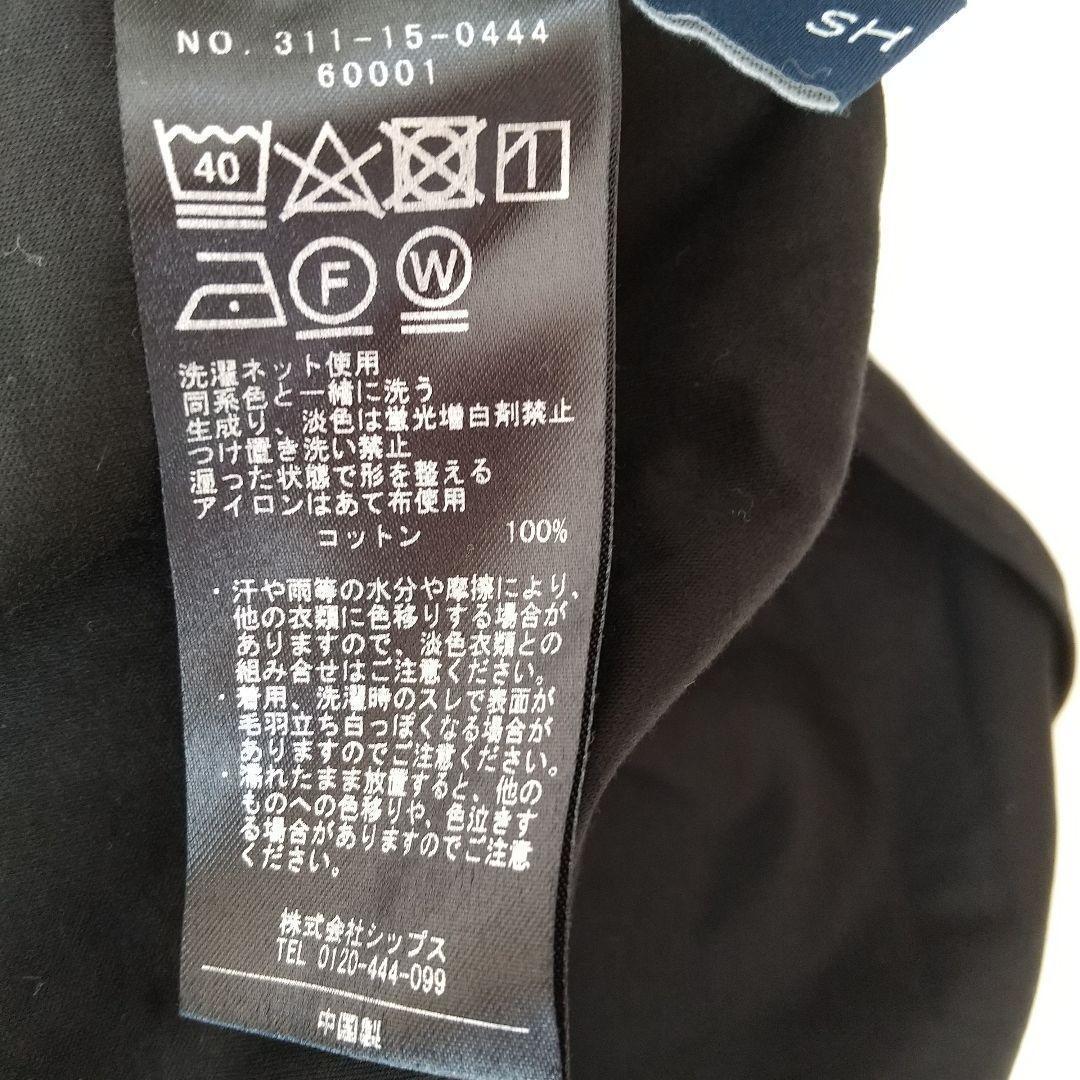 NO. 311-15-0444
60001
SH
40
1
F
W
洗濯ネット使用
同系色と一緒に洗う
生成り、淡色は蛍光増白剤禁止
つけ置き洗い禁止
湿った状態で形を整える
アイロンはあて布使用
コットン 100%
・汗や雨等の水分や摩擦により、
他の衣類に色移りする場合が
ありますので、淡色衣類との
組み合せはご注意ください。
・着用、洗濯時のスレで表面が
毛羽立ち白っぽくなる場合が
ありますのでご注意ください。
・濡れたまま放置すると、他の
ものへの色移りや、色泣きす
る場合がありますのでご注意
ください。
株式会社シップス
TEL 0120-444-099
中国製